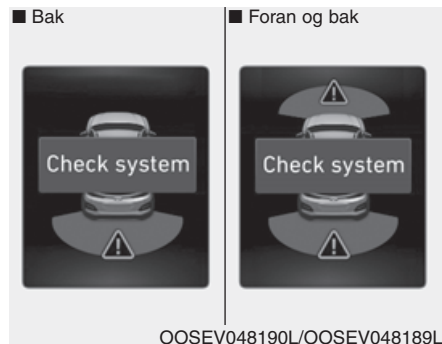 ■ Bak
■ Foran og bak
Check system
Check system
OOSEV048190L/OOSEV048189L